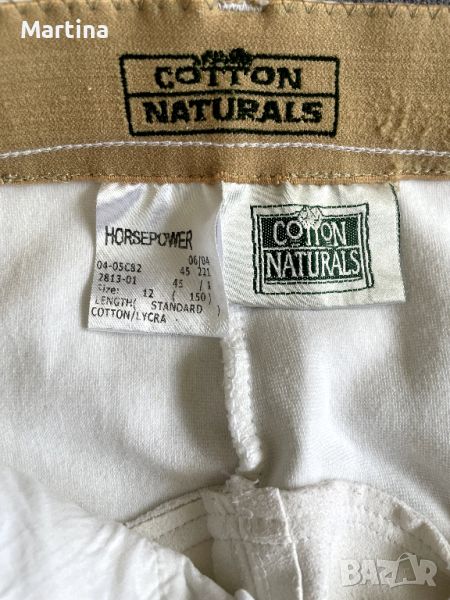 Martina
COTTON
NATURALS
HORSEPOWER
06/04
04-05C82 45 221
2813-01 45 / 1
Size: 12 ( 150)
LENGTH( STANDARD )
COTTON/LYCRA
COTTON
NATURALS
BAZAR